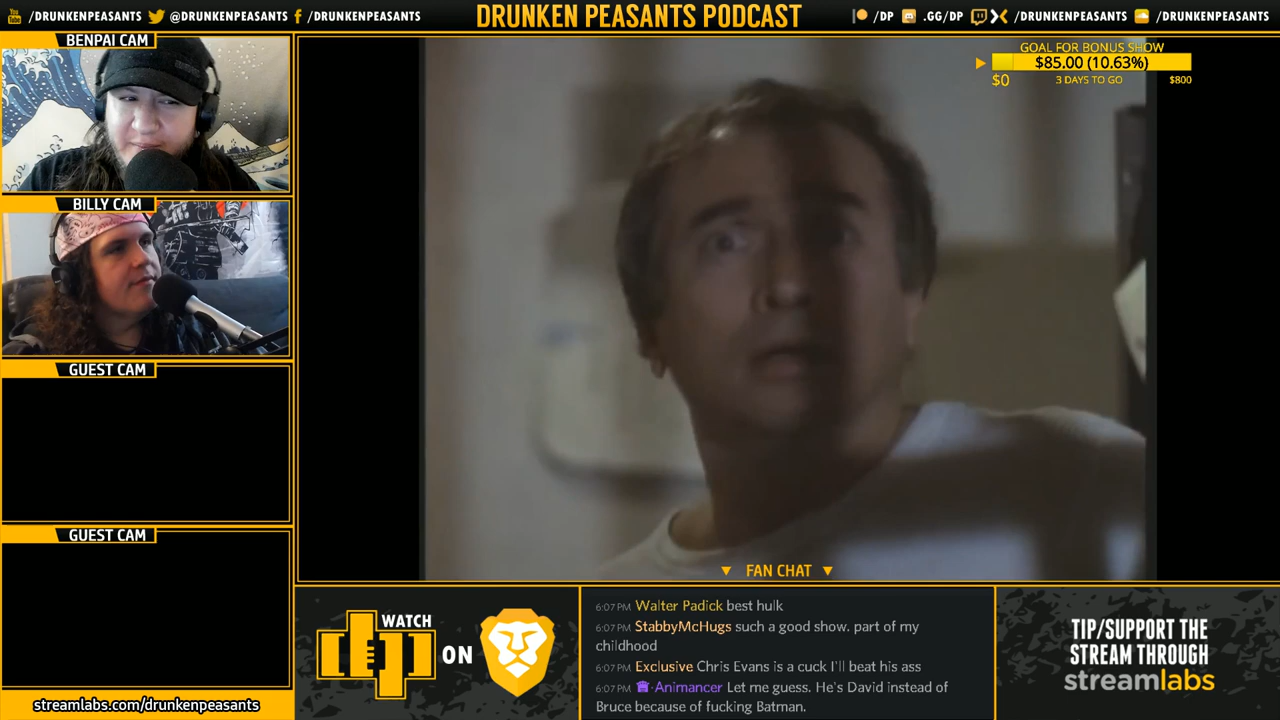 You Tube /DRUNKENPEASANTS @DRUNKENPEASANTS f /DRUNKENPEASANTS
DRUNKEN PEASANTS PODCAST
/DP .GG/DP /DRUNKENPEASANTS /DRUNKENPEASANTS
BENPAI CAM
GOAL FOR BONUS SHOW
$85.00 (10.63%)
$0 3 DAYS TO GO $800
BILLY CAM
GUEST CAM
GUEST CAM
streamlabs.com/drunkenpeasants
▼ FAN CHAT ▼
WATCH
ON
6:07 PM Walter Padick best hulk
6:07 PM StabbyMcHugs such a good show. part of my
childhood
6:07 PM Exclusive Chris Evans is a cuck I'll beat his ass
6:07 PM Animancer Let me guess. He's David instead of
Bruce because of fucking Batman.
TIP/SUPPORT THE
STREAM THROUGH
streamlabs